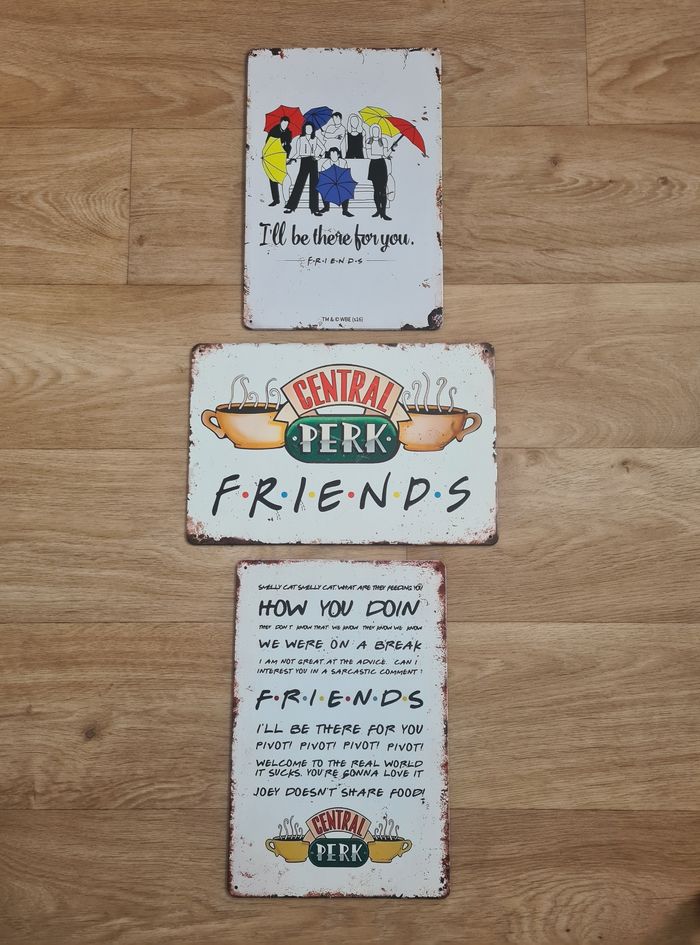 I'll be there for you.
F·R·I·E·N·D·S
TM & © WBE (s16)
CENTRAL
PERK
F·R·I·E·N·D·S
SMELLY CAT SMELLY CAT WHAT ARE THEY FEEDING YOU
HOW YOU DOIN
THEY DON'T KNOW THAT WE KNOW THEY KNOW WE KNOW
WE WERE ON A BREAK
I AM NOT GREAT AT THE ADVICE. CAN I
INTEREST YOU IN A SARCASTIC COMMENT?
F·R·I·E·N·D·S
I'LL BE THERE FOR YOU
PIVOT! PIVOT! PIVOT! PIVOT!
WELCOME TO THE REAL WORLD
IT SUCKS. YOU'RE GONNA LOVE IT
JOEY DOESN'T SHARE FOOD!
CENTRAL
PERK